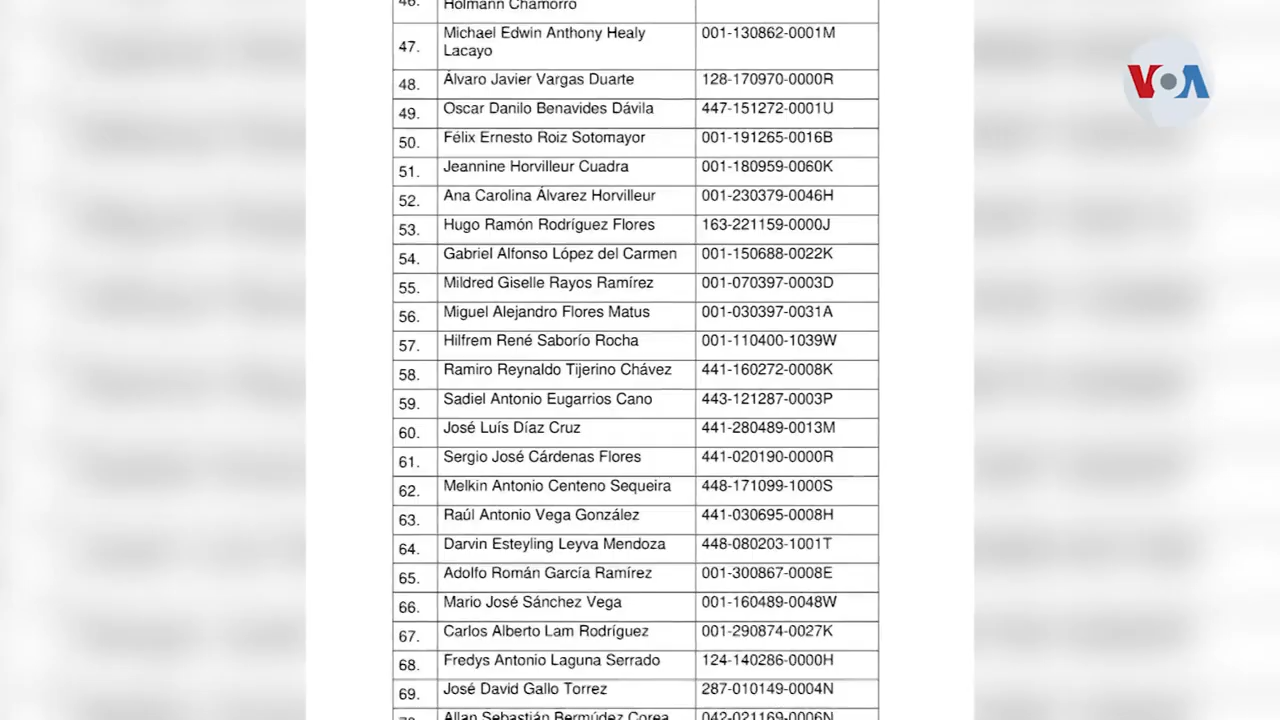 46.
Holmann Chamorro
47.
Michael Edwin Anthony Healy
Lacayo
001-130862-0001M
48. Álvaro Javier Vargas Duarte 128-170970-0000R
49. Oscar Danilo Benavides Dávila 447-151272-0001U
50. Félix Ernesto Roiz Sotomayor 001-191265-0016B
51. Jeannine Horvilleur Cuadra 001-180959-0060K
52. Ana Carolina Álvarez Horvilleur 001-230379-0046H
53. Hugo Ramón Rodríguez Flores 163-221159-0000J
54. Gabriel Alfonso López del Carmen 001-150688-0022K
55. Mildred Giselle Rayos Ramírez 001-070397-0003D
56. Miguel Alejandro Flores Matus 001-030397-0031A
57. Hilfrem René Saborío Rocha 001-110400-1039W
58. Ramiro Reynaldo Tijerino Chávez 441-160272-0008K
59. Sadiel Antonio Eugarrios Cano 443-121287-0003P
60. José Luís Díaz Cruz 441-280489-0013M
61. Sergio José Cárdenas Flores 441-020190-0000R
62. Melkin Antonio Centeno Sequeira 448-171099-1000S
63. Raúl Antonio Vega González 441-030695-0008H
64. Darvin Esteyling Leyva Mendoza 448-080203-1001T
65. Adolfo Román García Ramírez 001-300867-0008E
66. Mario José Sánchez Vega 001-160489-0048W
67. Carlos Alberto Lam Rodríguez 001-290874-0027K
68. Fredys Antonio Laguna Serrado 124-140286-0000H
69. José David Gallo Torrez 287-010149-0004N
70. Allan Sebastián Bermúdez Corea 042-021169-0006N
VOA